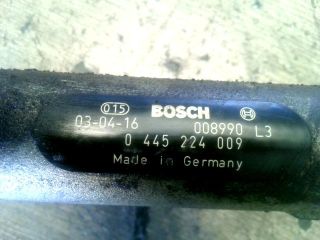 015 BOSCH
03-04-16 008990 L3
0 445 224 009
Made in Germany